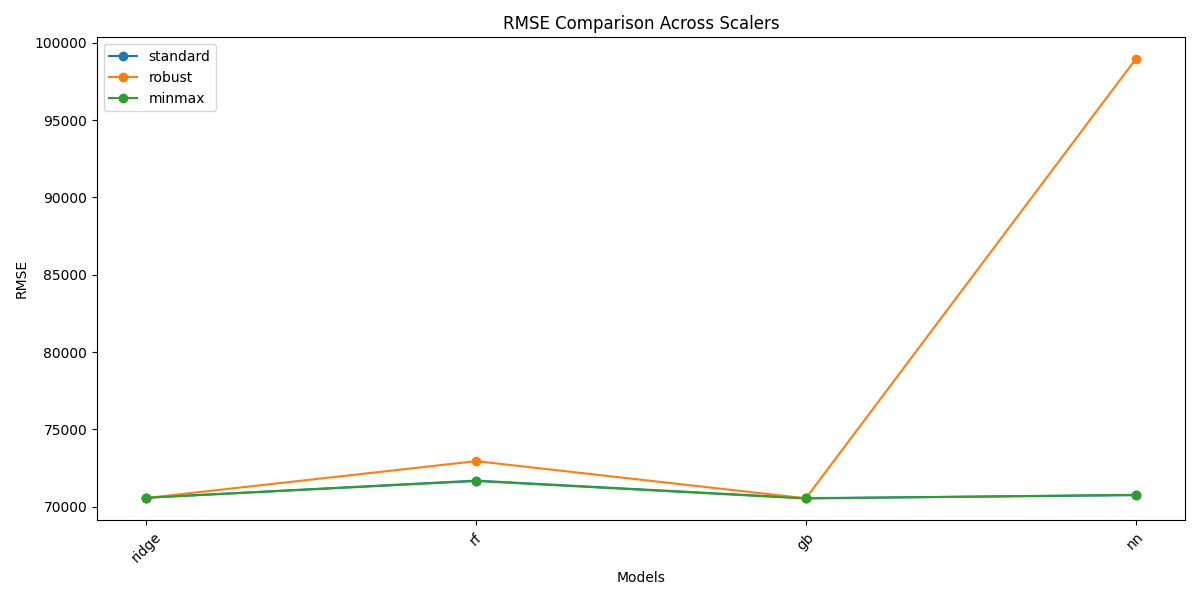 RMSE Comparison Across Scalers
standard
robust
minmax
100000
95000
90000
85000
80000
75000
70000
RMSE
ridge
rf
gb
nn
Models